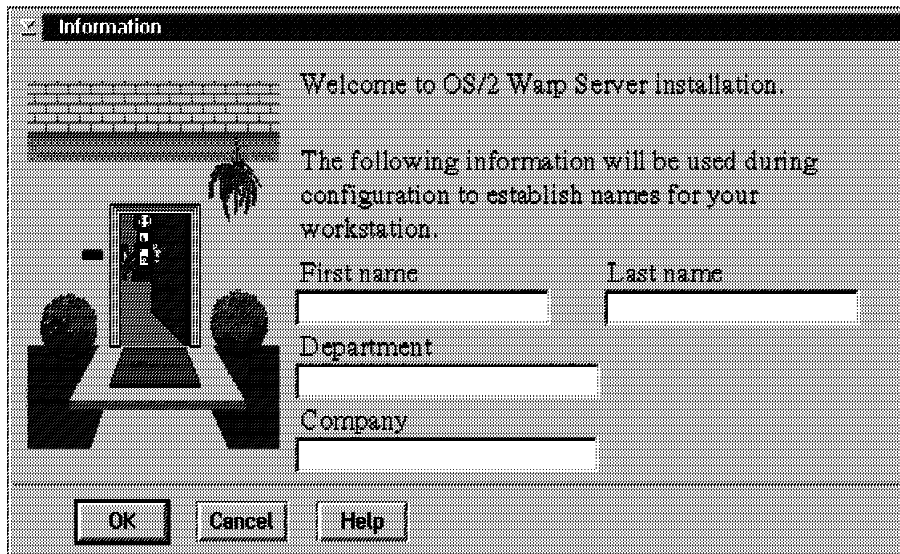 Information
Welcome to OS/2 Warp Server installation.
The following information will be used during
configuration to establish names for your
workstation.
First name Last name
Department
Company
OK Cancel Help